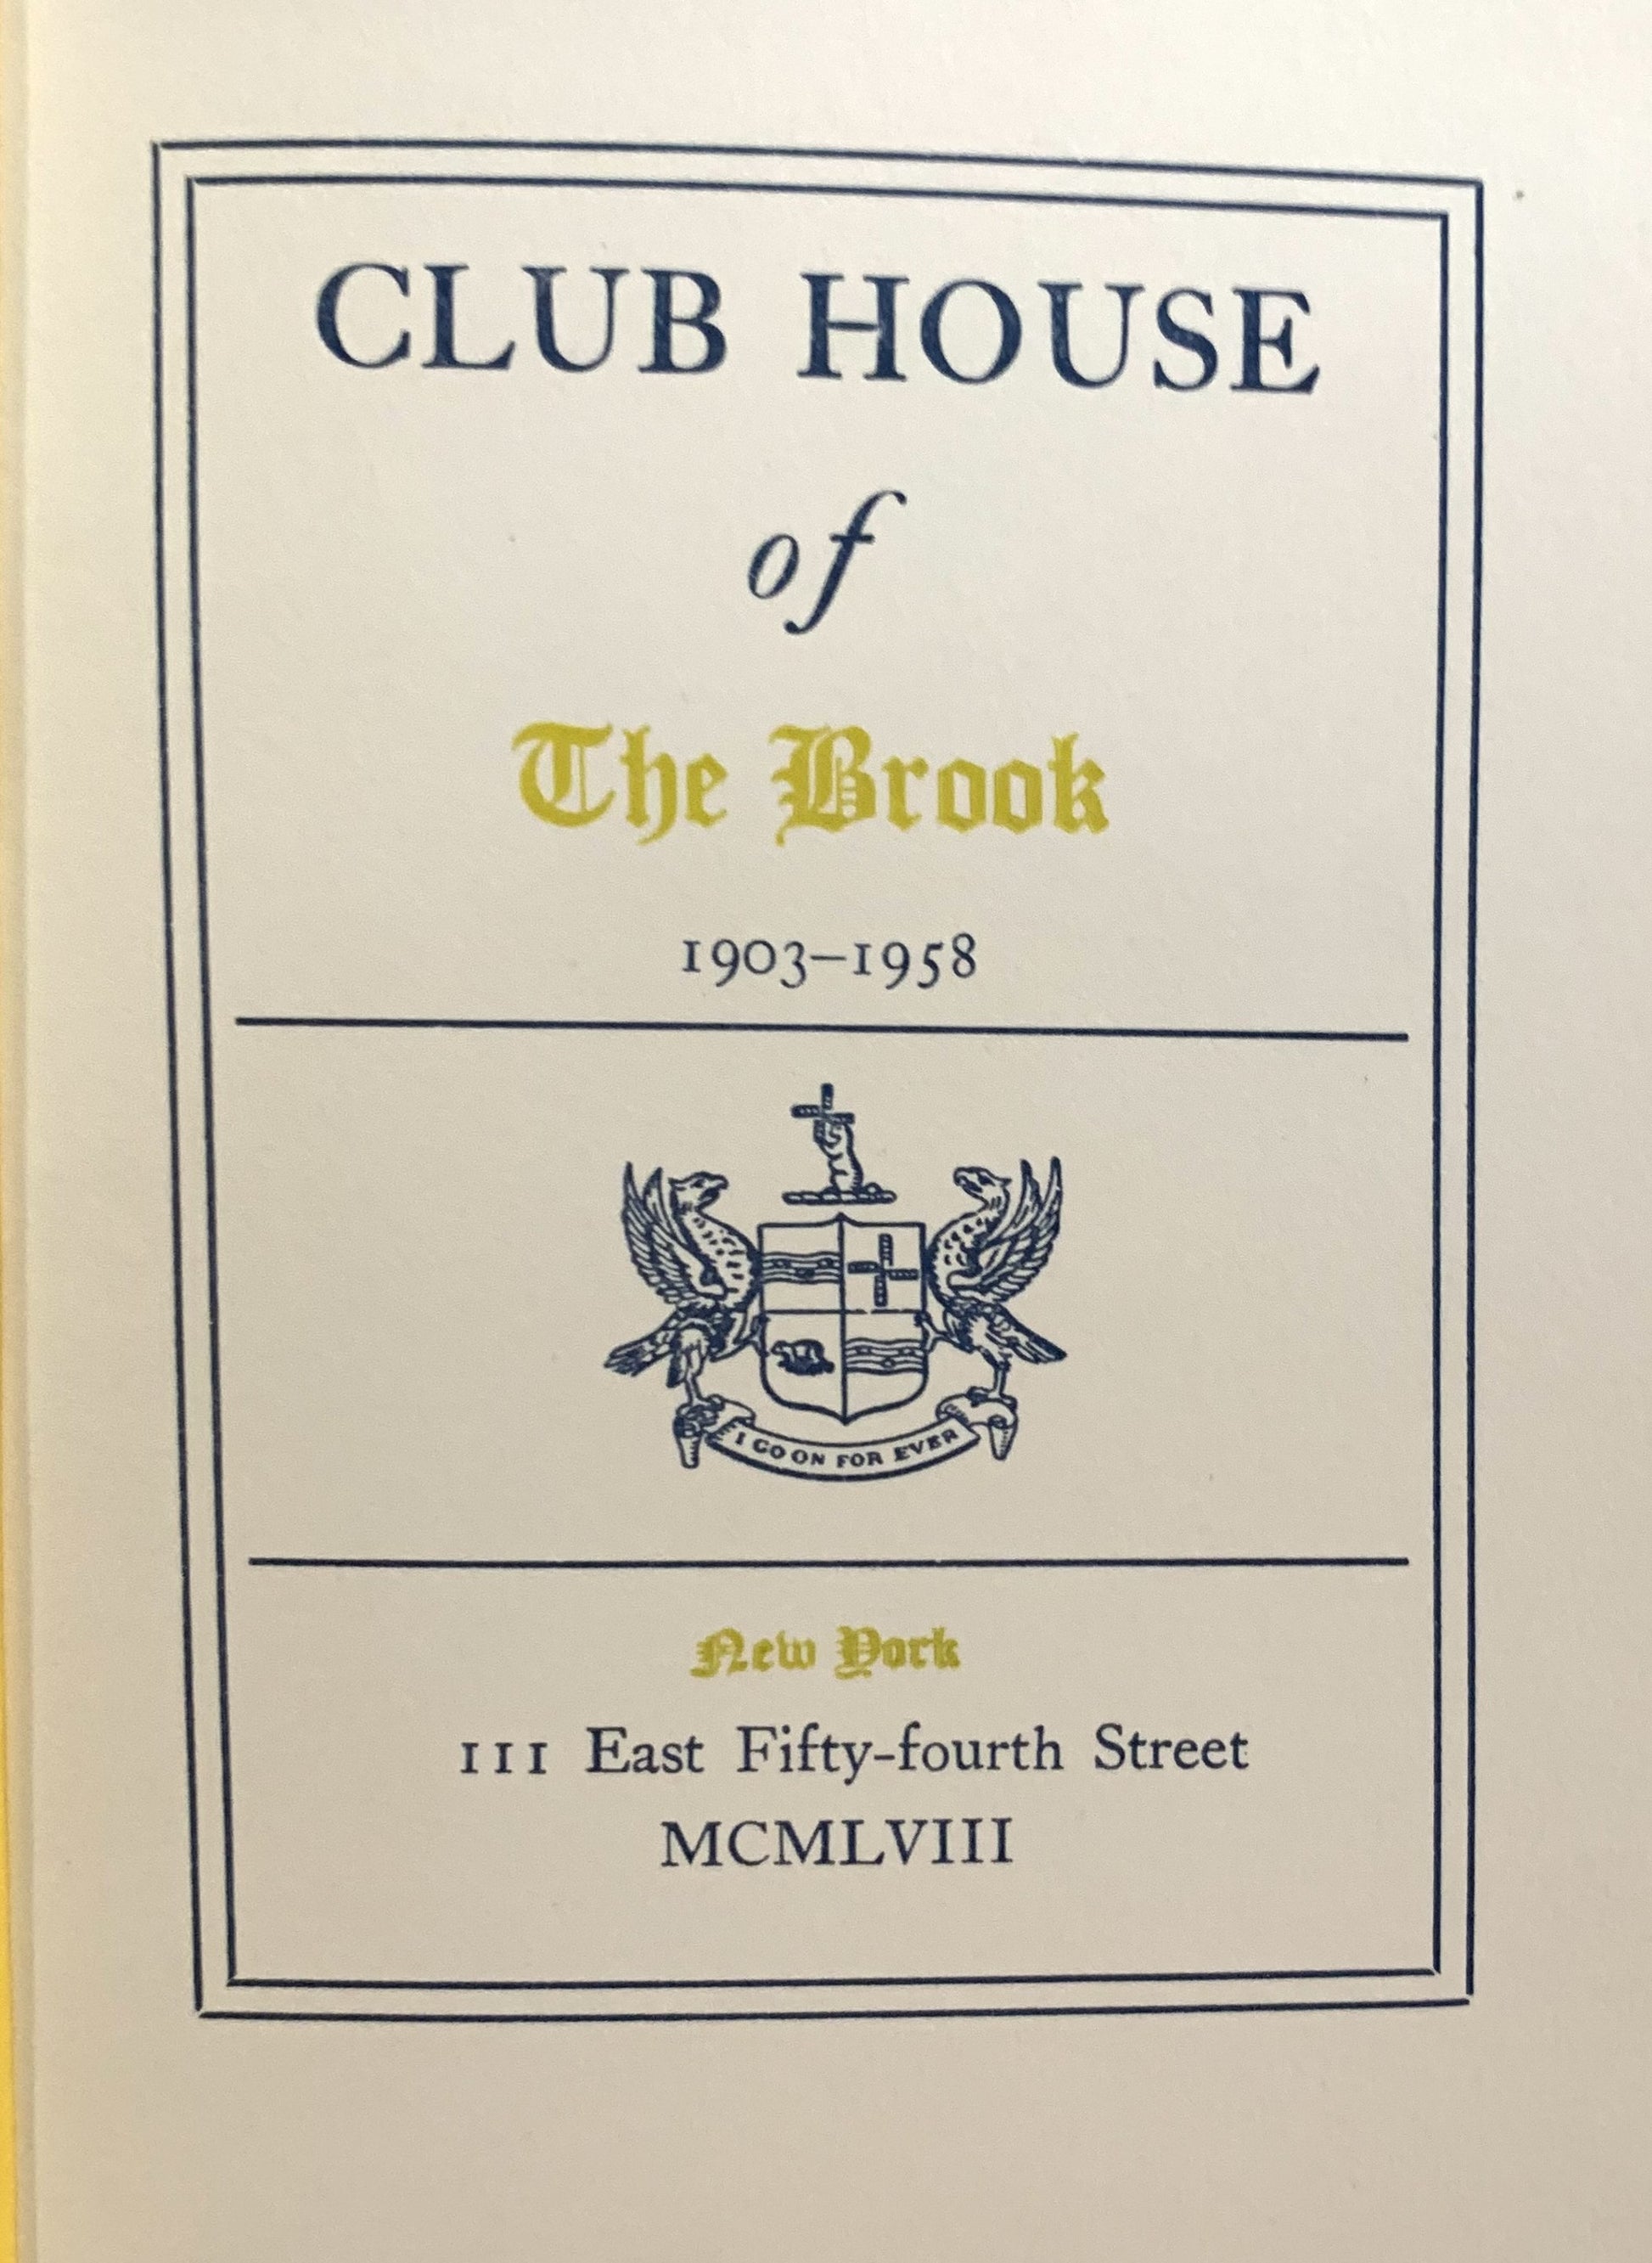 CLUB HOUSE
of
The Brook
1903–1958
I GO ON FOR EVER
New York
111 East Fifty-fourth Street
MCMLVIII